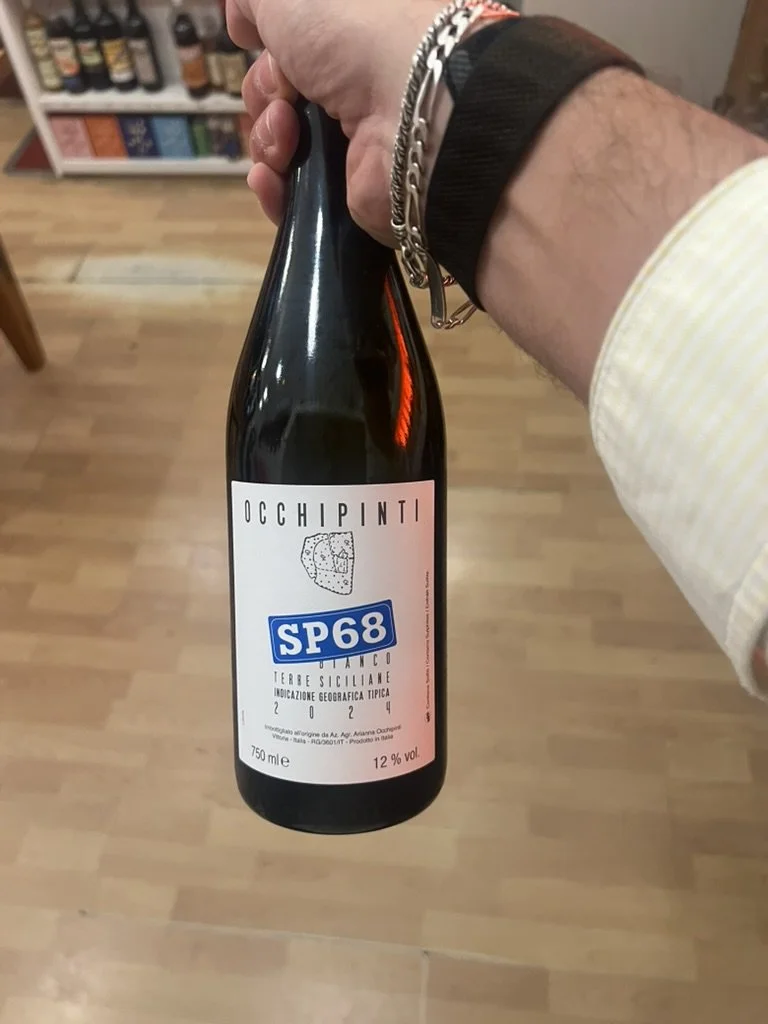 OCCHIPINTI
SP68
BIANCO
TERRE SICILIANE
INDICAZIONE GEOGRAFICA TIPICA
2024
Imbottigliato all'origine da Az. Agr. Arianna Occhipinti
Vittoria - Italia - RG/3601/IT - Prodotto in Italia
750 ml e
12 % vol.